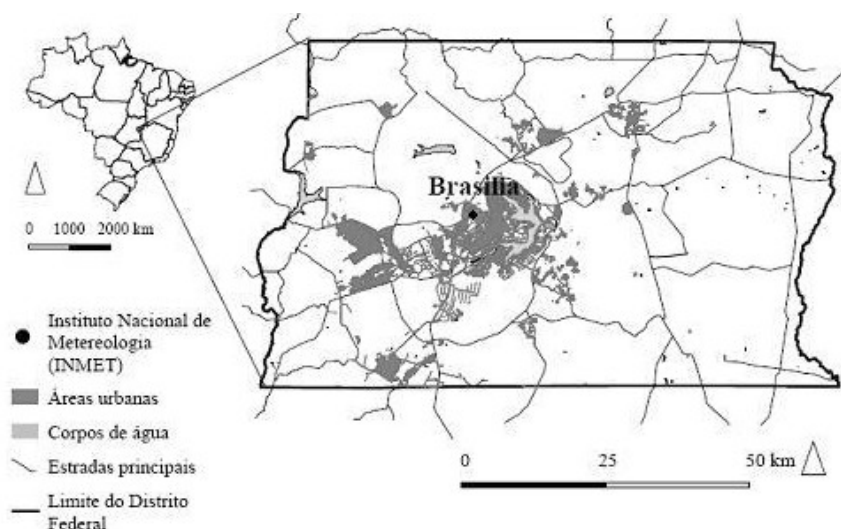 0 1000 2000 km
Instituto Nacional de
Metereologia
(INMET)
Áreas urbanas
Corpos de água
Estradas principais
Limite do Distrito
Federal
Brasília
0 25 50 km